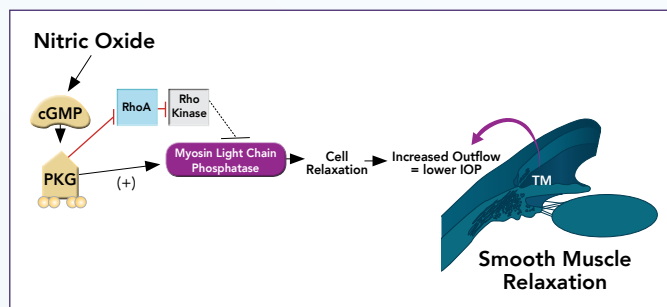 Nitric Oxide
cGMP
PKG
RhoA
Rho
Kinase
(+)
Myosin Light Chain
Phosphatase
Cell
Relaxation
Increased Outflow
= lower IOP
TM
Smooth Muscle
Relaxation